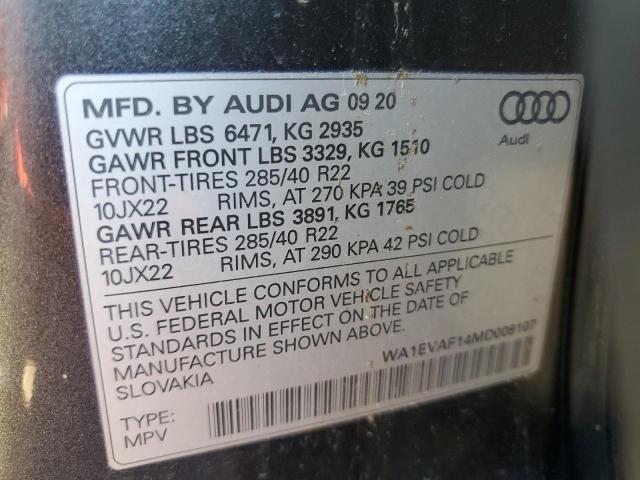 MFD. BY AUDI AG 09 20
GVWR LBS 6471, KG 2935
GAWR FRONT LBS 3329, KG 1510
FRONT-TIRES 285/40 R22
10JX22 RIMS, AT 270 KPA 39 PSI COLD
GAWR REAR LBS 3891, KG 1765
REAR-TIRES 285/40 R22
10JX22 RIMS, AT 290 KPA 42 PSI COLD
Audi
THIS VEHICLE CONFORMS TO ALL APPLICABLE
U.S. FEDERAL MOTOR VEHICLE SAFETY
STANDARDS IN EFFECT ON THE DATE OF
MANUFACTURE SHOWN ABOVE.
SLOVAKIA
WA1EVAF14MD008107
TYPE:
MPV